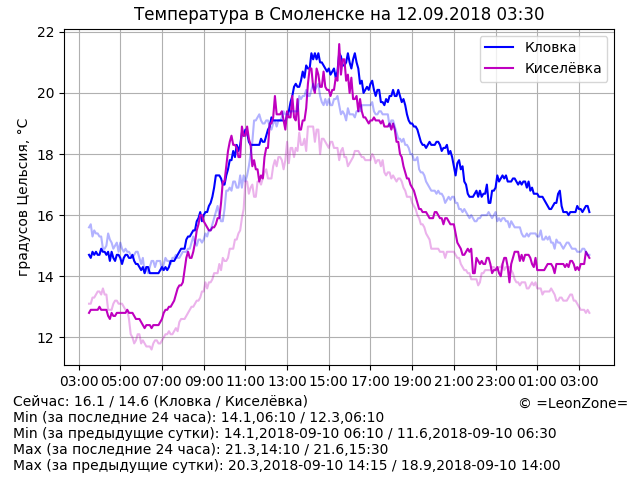 Температура в Смоленске на 12.09.2018 03:30
градусов Цельсия, °C
22
20
18
16
14
12
Кловка
Киселёвка
03:00 05:00 07:00 09:00 11:00 13:00 15:00 17:00 19:00 21:00 23:00 01:00 03:00
Сейчас: 16.1 / 14.6 (Кловка / Киселёвка)
© =LeonZone=
Min (за последние 24 часа): 14.1,06:10 / 12.3,06:10
Min (за предыдущие сутки): 14.1,2018-09-10 06:10 / 11.6,2018-09-10 06:30
Max (за последние 24 часа): 21.3,14:10 / 21.6,15:30
Max (за предыдущие сутки): 20.3,2018-09-10 14:15 / 18.9,2018-09-10 14:00